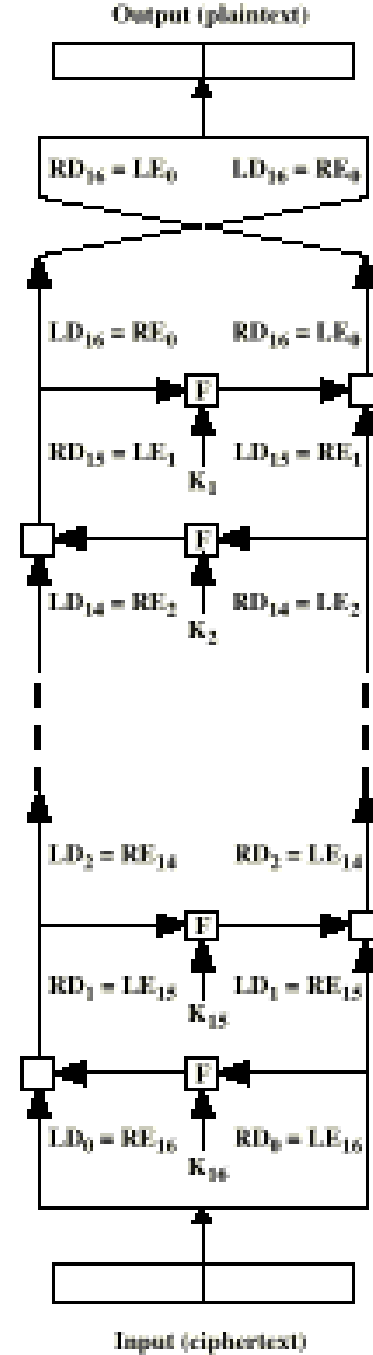 Output (plaintext)
RD₁₆ = LE₀ LD₁₆ = RE₀
LD₁₆ = RE₀ RD₁₆ = LE₀
F
RD₁₅ = LE₁ LD₁₅ = RE₁
K₁
F
LD₁₄ = RE₂ RD₁₄ = LE₂
K₂
LD₂ = RE₁₄ RD₂ = LE₁₄
F
RD₁ = LE₁₅ LD₁ = RE₁₅
K₁₅
F
LD₀ = RE₁₆ RD₀ = LE₁₆
K₁₆
Input (ciphertext)